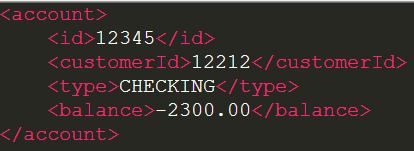 <account>
    <id>12345</id>
    <customerId>12212</customerId>
    <type>CHECKING</type>
    <balance>-2300.00</balance>
</account>